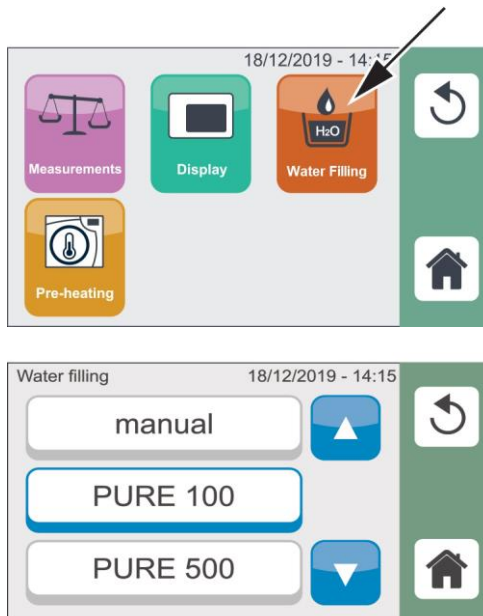 18/12/2019 - 14:15
H₂O
Measurements
Display
Water Filling
Pre-heating
Water filling
18/12/2019 - 14:15
manual
PURE 100
PURE 500